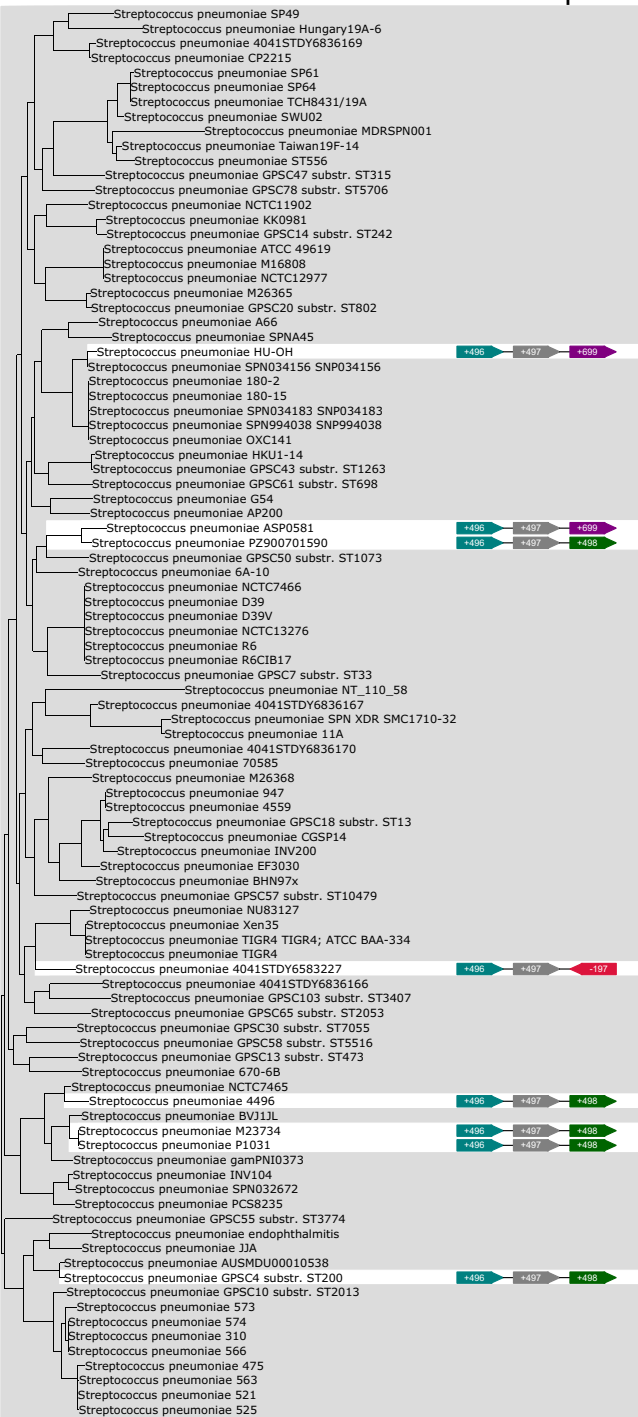 Streptococcus pneumoniae SP49
Streptococcus pneumoniae Hungary19A-6
Streptococcus pneumoniae 4041STDY6836169
Streptococcus pneumoniae CP2215
Streptococcus pneumoniae SP61
Streptococcus pneumoniae SP64
Streptococcus pneumoniae TCH8431/19A
Streptococcus pneumoniae SWU02
Streptococcus pneumoniae MDRSPN001
Streptococcus pneumoniae Taiwan19F-14
Streptococcus pneumoniae ST556
Streptococcus pneumoniae GPSC47 substr. ST315
Streptococcus pneumoniae GPSC78 substr. ST5706
Streptococcus pneumoniae NCTC11902
Streptococcus pneumoniae KK0981
Streptococcus pneumoniae GPSC14 substr. ST242
Streptococcus pneumoniae ATCC 49619
Streptococcus pneumoniae M16808
Streptococcus pneumoniae NCTC12977
Streptococcus pneumoniae M26365
Streptococcus pneumoniae GPSC20 substr. ST802
Streptococcus pneumoniae A66
Streptococcus pneumoniae SPNA45
Streptococcus pneumoniae HU-OH +496 +497 +699
Streptococcus pneumoniae SPN034156 SNP034156
Streptococcus pneumoniae 180-2
Streptococcus pneumoniae 180-15
Streptococcus pneumoniae SPN034183 SNP034183
Streptococcus pneumoniae SPN994038 SNP994038
Streptococcus pneumoniae OXC141
Streptococcus pneumoniae HKU1-14
Streptococcus pneumoniae GPSC43 substr. ST1263
Streptococcus pneumoniae GPSC61 substr. ST698
Streptococcus pneumoniae G54
Streptococcus pneumoniae AP200
Streptococcus pneumoniae ASP0581 +496 +497 +699
Streptococcus pneumoniae PZ900701590 +496 +497 +498
Streptococcus pneumoniae GPSC50 substr. ST1073
Streptococcus pneumoniae 6A-10
Streptococcus pneumoniae NCTC7466
Streptococcus pneumoniae D39
Streptococcus pneumoniae D39V
Streptococcus pneumoniae NCTC13276
Streptococcus pneumoniae R6
Streptococcus pneumoniae R6CIB17
Streptococcus pneumoniae GPSC7 substr. ST33
Streptococcus pneumoniae NT_110_58
Streptococcus pneumoniae 4041STDY6836167
Streptococcus pneumoniae SPN XDR SMC1710-32
Streptococcus pneumoniae 11A
Streptococcus pneumoniae 4041STDY6836170
Streptococcus pneumoniae 70585
Streptococcus pneumoniae M26368
Streptococcus pneumoniae 947
Streptococcus pneumoniae 4559
Streptococcus pneumoniae GPSC18 substr. ST13
Streptococcus pneumoniae CGSP14
Streptococcus pneumoniae INV200
Streptococcus pneumoniae EF3030
Streptococcus pneumoniae BHN97x
Streptococcus pneumoniae GPSC57 substr. ST10479
Streptococcus pneumoniae NU83127
Streptococcus pneumoniae Xen35
Streptococcus pneumoniae TIGR4 TIGR4; ATCC BAA-334
Streptococcus pneumoniae TIGR4
Streptococcus pneumoniae 4041STDY6583227 +496 +497 -197
Streptococcus pneumoniae 4041STDY6836166
Streptococcus pneumoniae GPSC103 substr. ST3407
Streptococcus pneumoniae GPSC65 substr. ST2053
Streptococcus pneumoniae GPSC30 substr. ST7055
Streptococcus pneumoniae GPSC58 substr. ST5516
Streptococcus pneumoniae GPSC13 substr. ST473
Streptococcus pneumoniae 670-6B
Streptococcus pneumoniae NCTC7465
Streptococcus pneumoniae 4496 +496 +497 +498
Streptococcus pneumoniae BVJ1JL
Streptococcus pneumoniae M23734 +496 +497 +498
Streptococcus pneumoniae P1031 +496 +497 +498
Streptococcus pneumoniae gamPNI0373
Streptococcus pneumoniae INV104
Streptococcus pneumoniae SPN032672
Streptococcus pneumoniae PCS8235
Streptococcus pneumoniae GPSC55 substr. ST3774
Streptococcus pneumoniae endophthalmitis
Streptococcus pneumoniae JJA
Streptococcus pneumoniae AUSMDU00010538
Streptococcus pneumoniae GPSC4 substr. ST200 +496 +497 +498
Streptococcus pneumoniae GPSC10 substr. ST2013
Streptococcus pneumoniae 573
Streptococcus pneumoniae 574
Streptococcus pneumoniae 310
Streptococcus pneumoniae 566
Streptococcus pneumoniae 475
Streptococcus pneumoniae 563
Streptococcus pneumoniae 521
Streptococcus pneumoniae 525